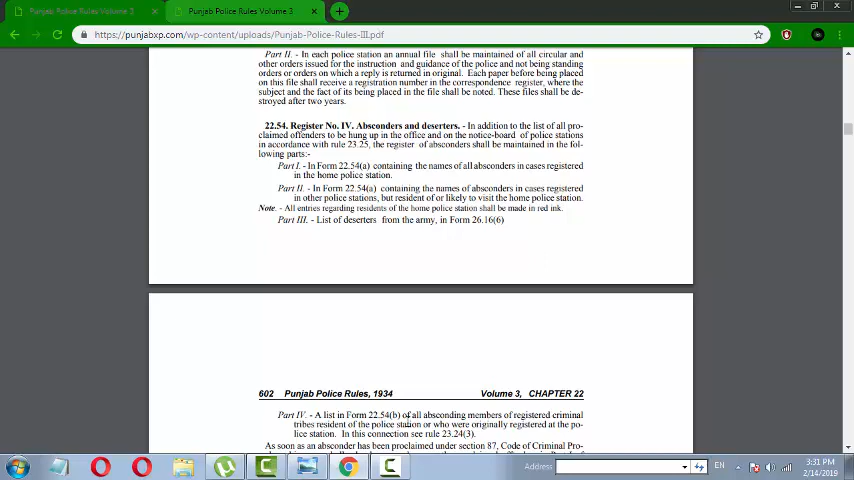 Punjab Police Rules Volume 2
Punjab Police Rules Volume 3
https://punjabxp.com/wp-content/uploads/Punjab-Police-Rules-III.pdf
Part II. - In each police station an annual file shall be maintained of all circular and
other orders issued for the instruction and guidance of the police and not being standing
orders or orders on which a reply is returned in original. Each paper before being placed
on this file shall receive a registration number in the correspondence register, where the
subject and the fact of its being placed in the file shall be noted. These files shall be de-
stroyed after two years.
22.54. Register No. IV. Absconders and deserters. - In addition to the list of all pro-
claimed offenders to be hung up in the office and on the notice-board of police stations
in accordance with rule 23.25, the register of absconders shall be maintained in the fol-
lowing parts:-
Part I. - In Form 22.54(a) containing the names of all absconders in cases registered
in the home police station.
Part II. - In Form 22.54(a) containing the names of absconders in cases registered
in other police stations, but resident of or likely to visit the home police station.
Note. - All entries regarding residents of the home police station shall be made in red ink.
Part III. - List of deserters from the army, in Form 26.16(6)
602 Punjab Police Rules, 1934 Volume 3, CHAPTER 22
Part IV. - A list in Form 22.54(b) of all absconding members of registered criminal
tribes resident of the police station or who were originally registered at the po-
lice station. In this connection see rule 23.24(3).
As soon as an absconder has been proclaimed under section 87, Code of Criminal Pro-
Address
EN
3:31 PM
2/14/2019